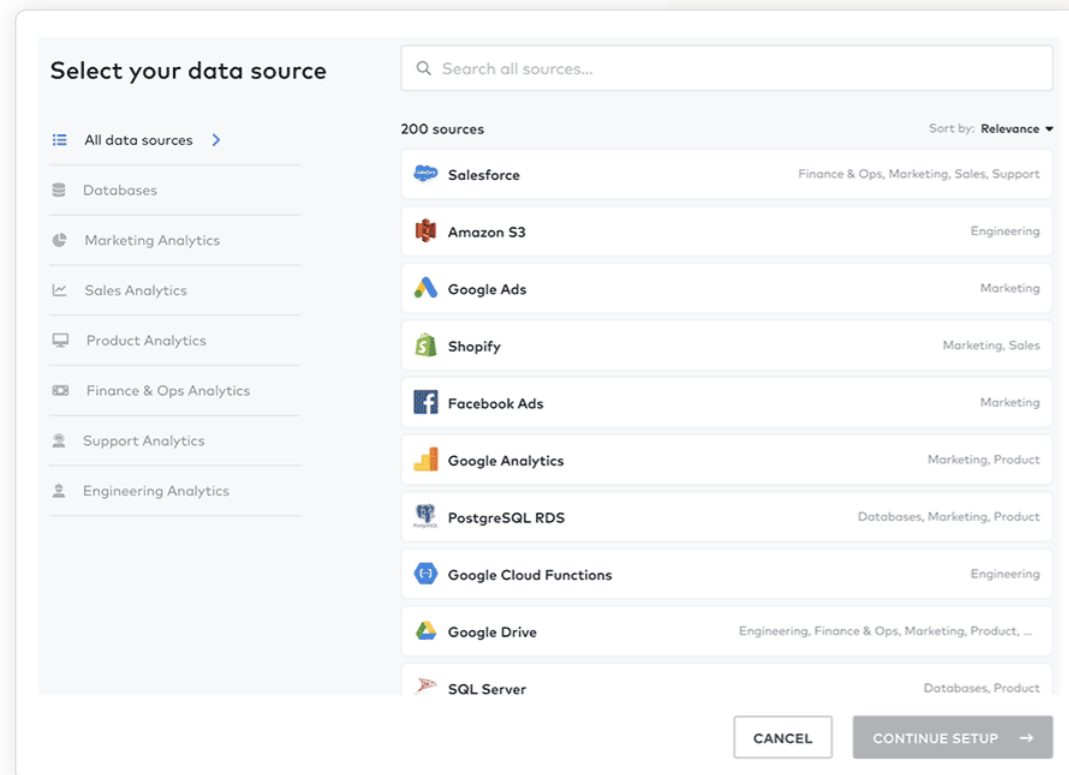 Select your data source
Search all sources...
All data sources
Databases
Marketing Analytics
Sales Analytics
Product Analytics
Finance & Ops Analytics
Support Analytics
Engineering Analytics
200 sources
Sort by: Relevance
Salesforce Finance & Ops, Marketing, Sales, Support
Amazon S3 Engineering
Google Ads Marketing
Shopify Marketing, Sales
Facebook Ads Marketing
Google Analytics Marketing, Product
PostgreSQL RDS Databases, Marketing, Product
Google Cloud Functions Engineering
Google Drive Engineering, Finance & Ops, Marketing, Product, ...
SQL Server Databases, Product
CANCEL
CONTINUE SETUP